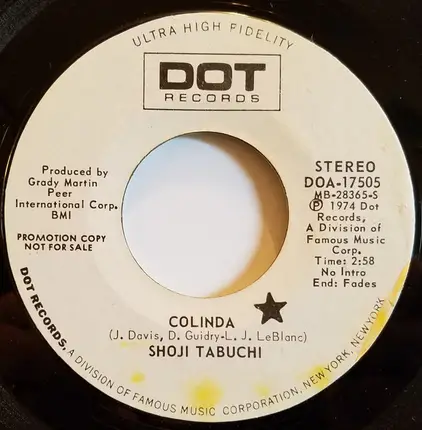 ULTRA HIGH FIDELITY
DOT
RECORDS
Produced by
Grady Martin
Peer
International Corp.
BMI
PROMOTION COPY
NOT FOR SALE
STEREO
DOA-17505
MB-28365-S
Ⓟ 1974 Dot
Records,
A Division of
Famous Music
Corp.
Time: 2:58
No Intro
End: Fades
COLINDA
(J. Davis, D. Guidry-L. J. LeBlanc)
SHOJI TABUCHI
DOT RECORDS, A DIVISION OF FAMOUS MUSIC CORPORATION, NEW YORK, NEW YORK